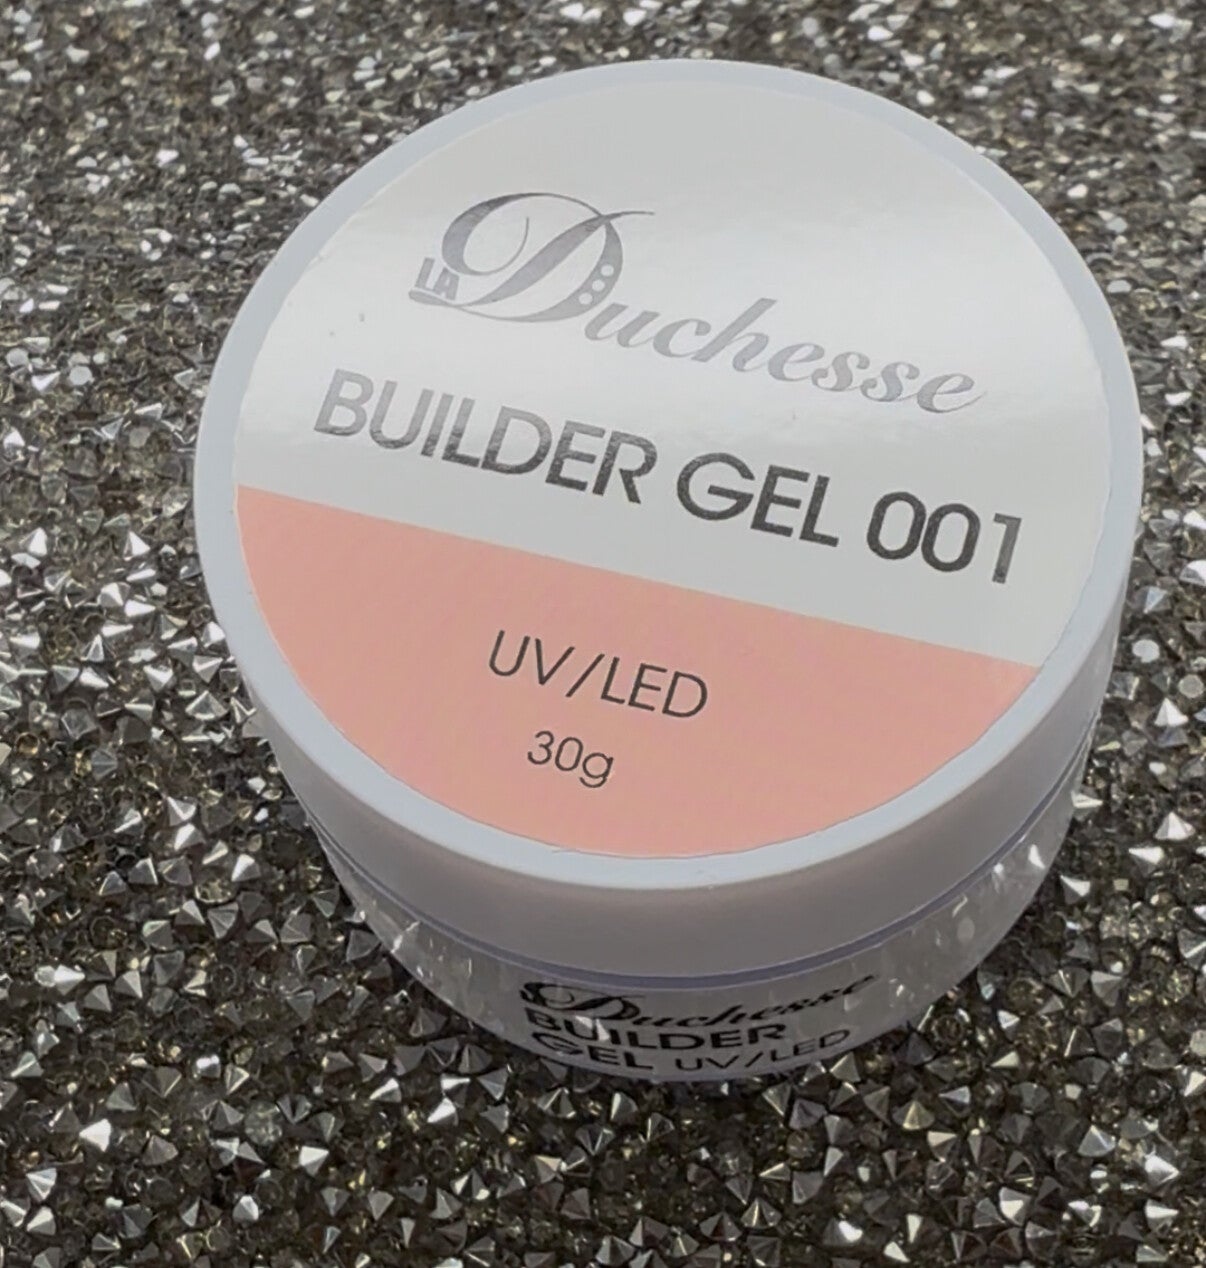 LA Duchesse
BUILDER GEL 001
UV/LED
30g
Duchesse
BUILDER
GEL UV/LED